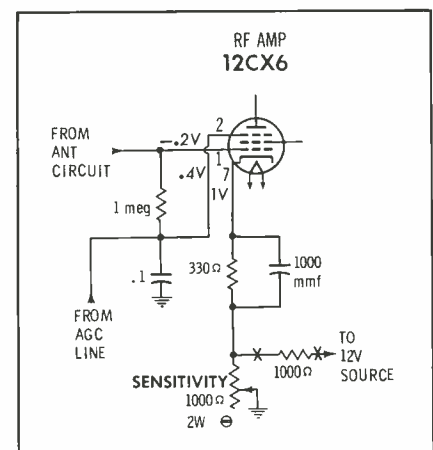 RF AMP
12CX6
2
FROM
ANT
CIRCUIT
-.2V
1
.4V
7
1V
1 meg
330Ω
1000
mmf
.1
FROM
AGC
LINE
TO
12V
SOURCE
1000Ω
SENSITIVITY
1000Ω
2W